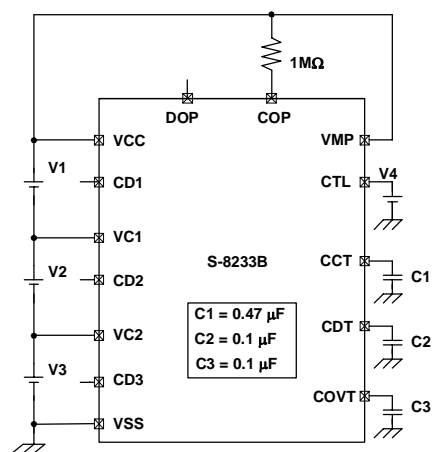 1MΩ
DOP
COP
VCC
VMP
V1
CD1
CTL
V4
VC1
V2
CD2
S-8233B
CCT
C1
C1 = 0.47 µF
C2 = 0.1 µF
C3 = 0.1 µF
VC2
CDT
C2
V3
CD3
COVT
C3
VSS